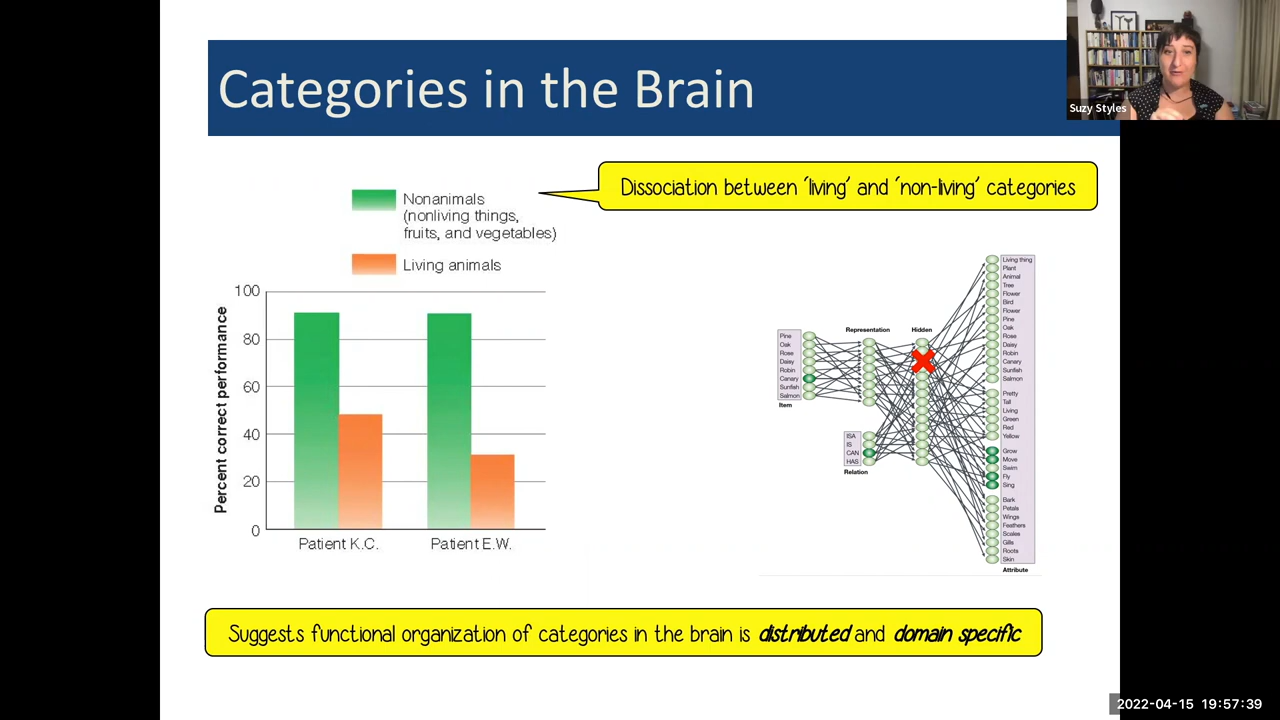 Categories in the Brain
Suzy Styles
Dissociation between 'living' and 'non-living' categories
Nonanimals
(nonliving things,
fruits, and vegetables)
Living animals
Percent correct performance
100
80
60
40
20
0
Patient K.C.
Patient E.W.
Pine
Oak
Rose
Daisy
Robin
Canary
Sunfish
Salmon
Item
Representation
Hidden
ISA
IS
CAN
HAS
Relation
Living thing
Plant
Animal
Tree
Flower
Bird
Flower
Pine
Oak
Rose
Daisy
Robin
Canary
Sunfish
Salmon
Pretty
Tall
Living
Green
Red
Yellow
Grow
Move
Swim
Fly
Sing
Bark
Petals
Wings
Feathers
Scales
Gills
Roots
Skin
Attribute
Suggests functional organization of categories in the brain is distributed and domain specific
2022-04-15 19:57:39